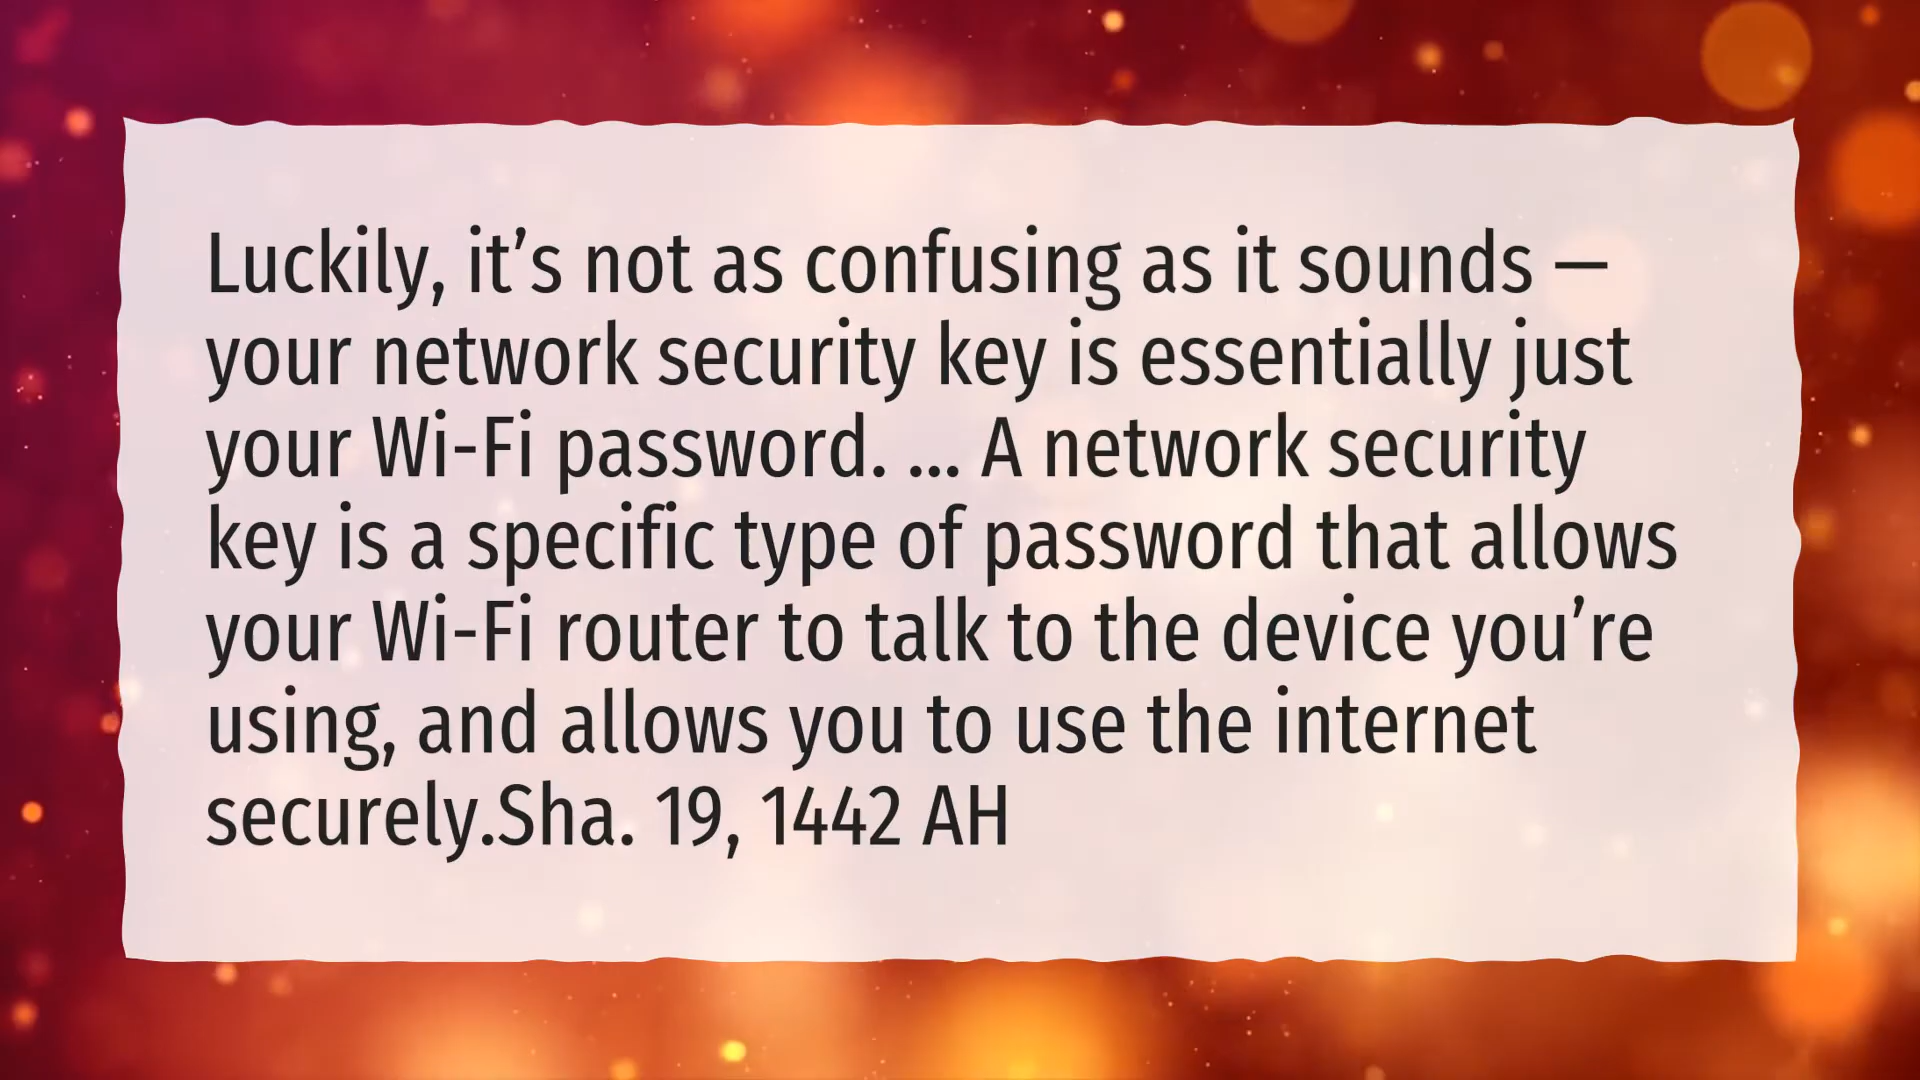 Luckily, it’s not as confusing as it sounds —
your network security key is essentially just
your Wi-Fi password. ... A network security
key is a specific type of password that allows
your Wi-Fi router to talk to the device you’re
using, and allows you to use the internet
securely.Sha. 19, 1442 AH